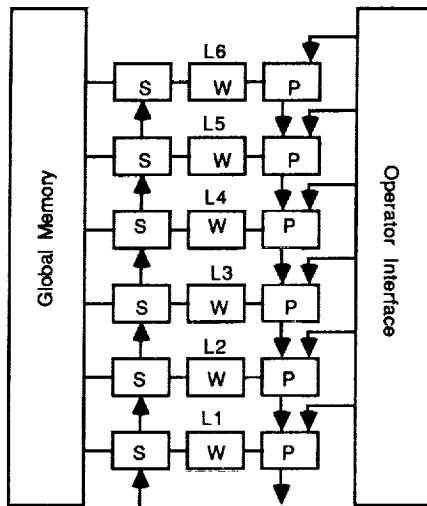 L6
S W P
L5
S W P
L4
S W P
L3
S W P
L2
S W P
L1
S W P
Global Memory
Operator Interface